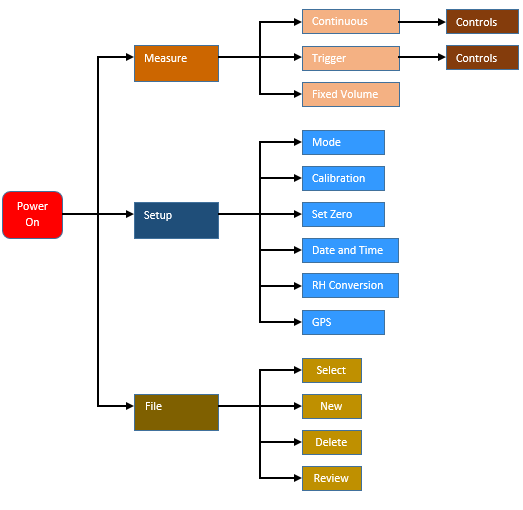 Power
On
Measure
Continuous
Controls
Trigger
Controls
Fixed Volume
Setup
Mode
Calibration
Set Zero
Date and Time
RH Conversion
GPS
File
Select
New
Delete
Review